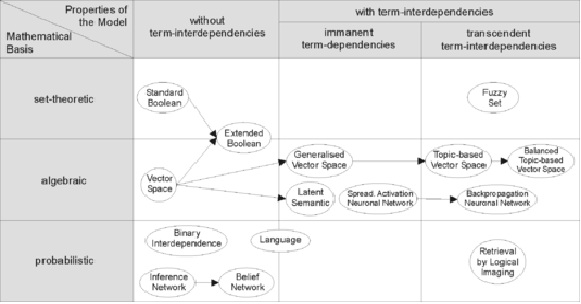 Properties of
the Model
Mathematical
Basis
without
term-interdependencies
with term-interdependencies
immanent
term-dependencies
transcendent
term-interdependencies
set-theoretic
Standard
Boolean
Fuzzy
Set
Extended
Boolean
algebraic
Vector
Space
Generalised
Vector Space
Topic-based
Vector Space
Balanced
Topic-based
Vector Space
Latent
Semantic
Spread. Activation
Neuronal Network
Backpropagation
Neuronal Network
probabilistic
Binary
Interdependence
Language
Inference
Network
Belief
Network
Retrieval
by Logical
Imaging